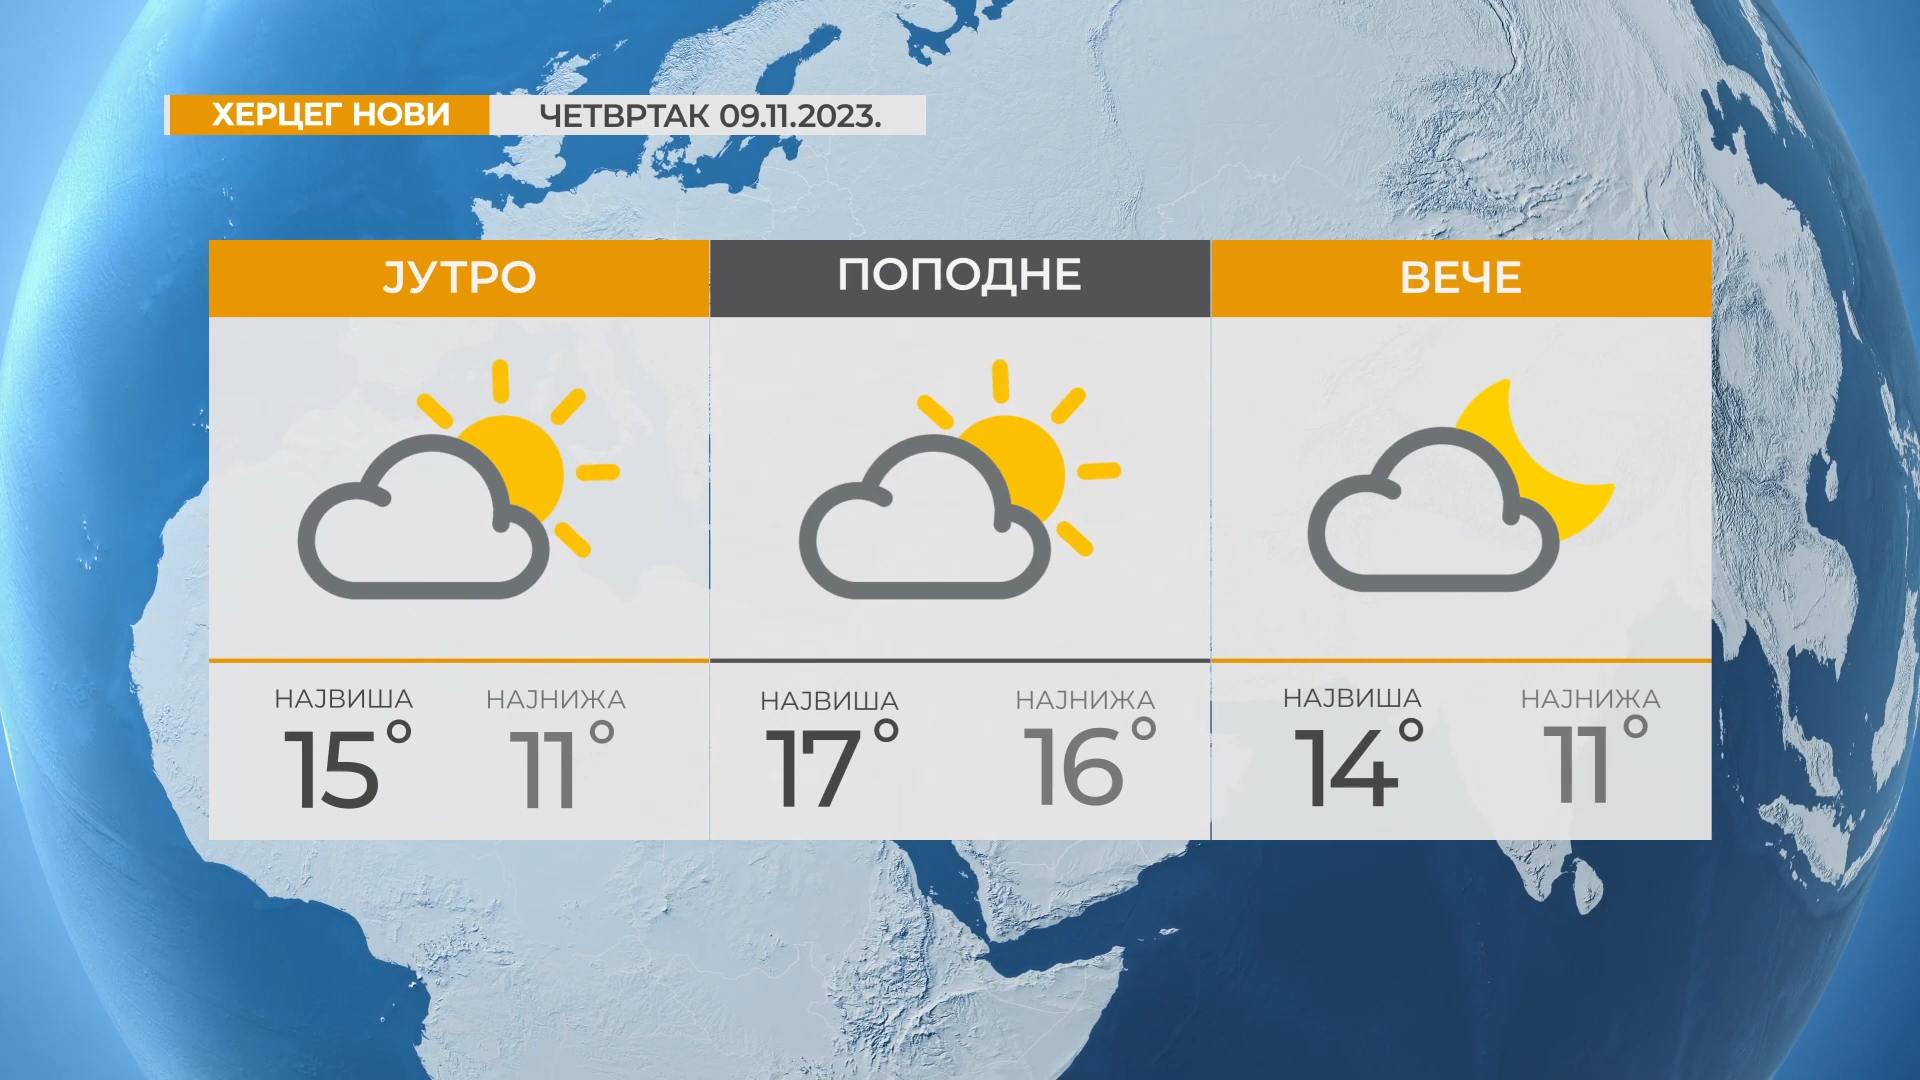 ХЕРЦЕГ НОВИ
ЧЕТВРТАК 09.11.2023.
ЈУТРО
ПОПОДНЕ
ВЕЧЕ
НАЈВИША НАЈНИЖА
15° 11°
НАЈВИША НАЈНИЖА
17° 16°
НАЈВИША НАЈНИЖА
14° 11°